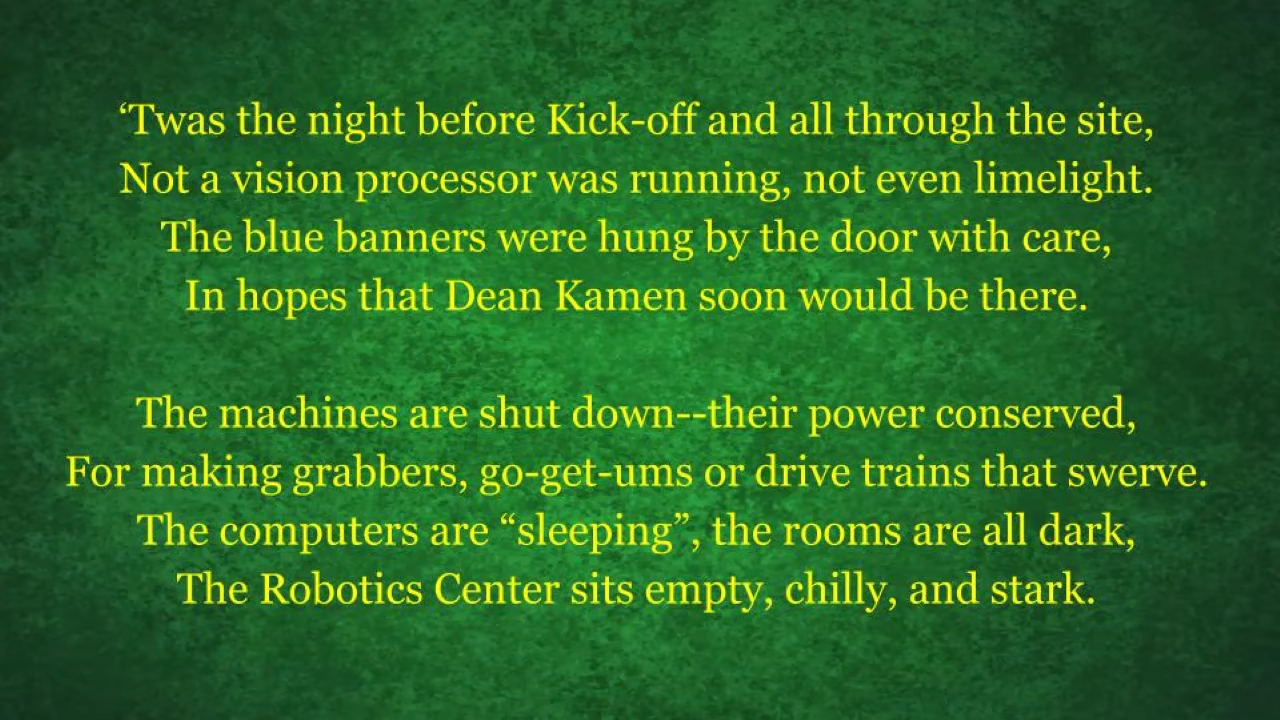 ‘Twas the night before Kick-off and all through the site,
Not a vision processor was running, not even limelight.
The blue banners were hung by the door with care,
In hopes that Dean Kamen soon would be there.
The machines are shut down--their power conserved,
For making grabbers, go-get-ums or drive trains that swerve.
The computers are “sleeping”, the rooms are all dark,
The Robotics Center sits empty, chilly, and stark.